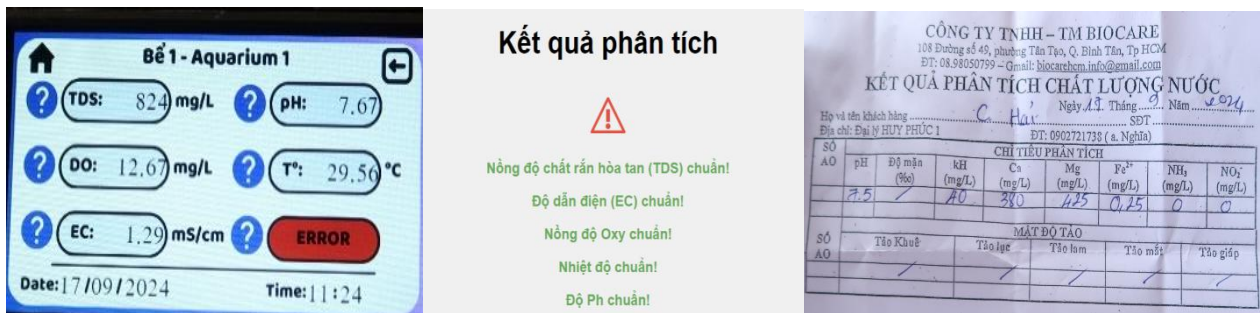 Bể 1 - Aquarium 1
TDS: 824 mg/L
pH: 7.67
DO: 12,67 mg/L
T°: 29.56 °C
EC: 1.29 mS/cm
ERROR
Date: 17/09/2024
Time: 11:24
Kết quả phân tích
Nồng độ chất rắn hòa tan (TDS) chuẩn!
Độ dẫn điện (EC) chuẩn!
Nồng độ Oxy chuẩn!
Nhiệt độ chuẩn!
Độ Ph chuẩn!
CÔNG TY TNHH – TM BIOCARE
108 Đường số 49, phường Tân Tạo, Q. Bình Tân, Tp HCM
ĐT: 08.98050799 – Gmail: biocarehcm.info@gmail.com
KẾT QUẢ PHÂN TÍCH CHẤT LƯỢNG NƯỚC
Ngày 19 Tháng 9 Năm 2024
Họ và tên khách hàng C. Hải SĐT
Địa chỉ: Đại lý HUY PHÚC 1 ĐT: 0902721738 ( a. Nghĩa)
SỐ AO
CHỈ TIÊU PHÂN TÍCH
pH
Độ mặn (‰)
kH (mg/L)
Ca (mg/L)
Mg (mg/L)
Fe²⁺ (mg/L)
NH₃ (mg/L)
NO₂⁻ (mg/L)
7.5 / 380 425 0,25 0 0
MẬT ĐỘ TẢO
SỐ AO
Tảo Khuê
Tảo lục
Tảo lam
Tảo mắt
Tảo giáp
/ / / / /